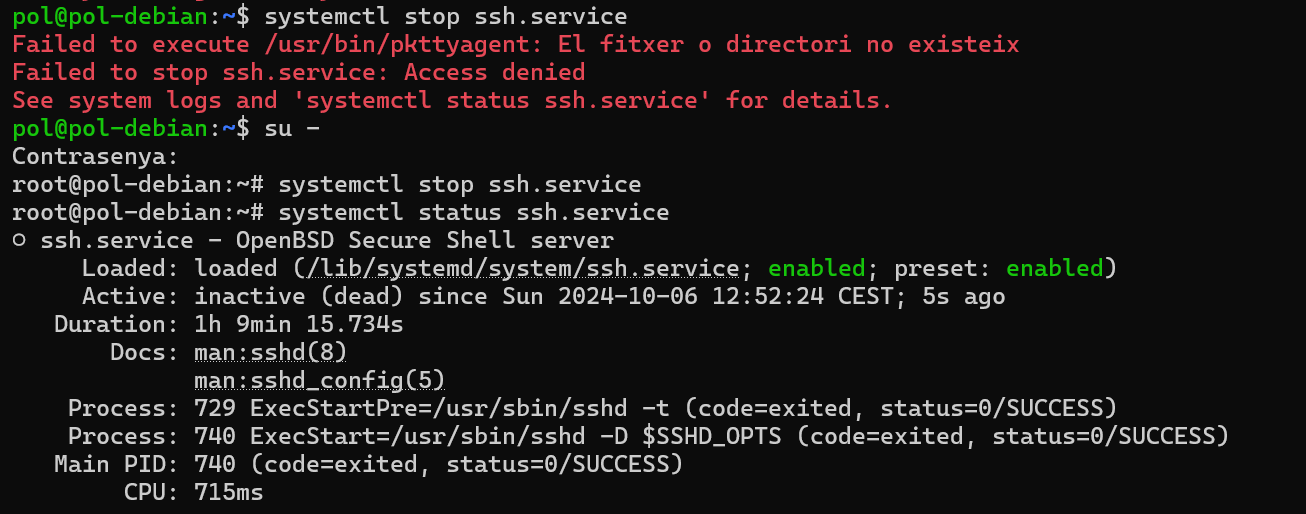 pol@pol-debian:~$ systemctl stop ssh.service
Failed to execute /usr/bin/pkttyagent: El fitxer o directori no existeix
Failed to stop ssh.service: Access denied
See system logs and 'systemctl status ssh.service' for details.
pol@pol-debian:~$ su -
Contrasenya:
root@pol-debian:~# systemctl stop ssh.service
root@pol-debian:~# systemctl status ssh.service
○ ssh.service - OpenBSD Secure Shell server
     Loaded: loaded (/lib/systemd/system/ssh.service; enabled; preset: enabled)
     Active: inactive (dead) since Sun 2024-10-06 12:52:24 CEST; 5s ago
   Duration: 1h 9min 15.734s
       Docs: man:sshd(8)
             man:sshd_config(5)
    Process: 729 ExecStartPre=/usr/sbin/sshd -t (code=exited, status=0/SUCCESS)
    Process: 740 ExecStart=/usr/sbin/sshd -D $SSHD_OPTS (code=exited, status=0/SUCCESS)
   Main PID: 740 (code=exited, status=0/SUCCESS)
        CPU: 715ms